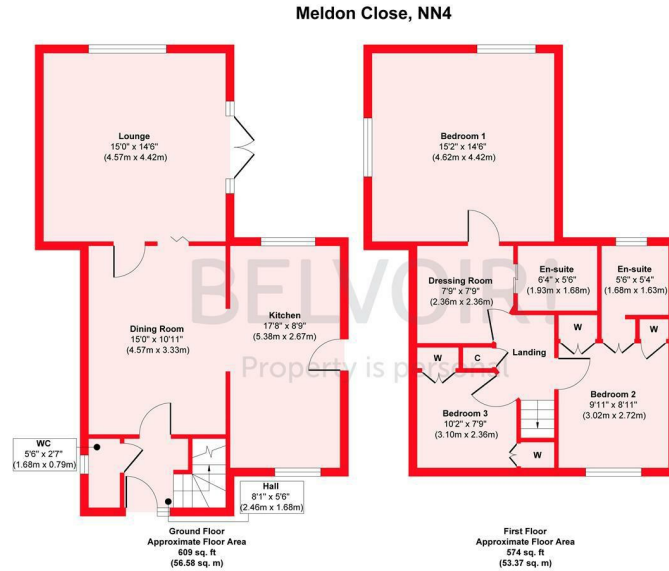 Meldon Close, NN4
Lounge
15'0" x 14'6"
(4.57m x 4.42m)
Bedroom 1
15'2" x 14'6"
(4.62m x 4.42m)
BELVOIR!
Property is personal
Dining Room
15'0" x 10'11"
(4.57m x 3.33m)
Kitchen
17'8" x 8'9"
(5.38m x 2.67m)
Dressing Room
7'9" x 7'9"
(2.36m x 2.36m)
En-suite
6'4" x 5'6"
(1.93m x 1.68m)
En-suite
5'6" x 5'4"
(1.68m x 1.63m)
W
W
W
C
Landing
Bedroom 2
9'11" x 8'11"
(3.02m x 2.72m)
Bedroom 3
10'2" x 7'9"
(3.10m x 2.36m)
W
WC
5'6" x 2'7"
(1.68m x 0.79m)
Hall
8'1" x 5'6"
(2.46m x 1.68m)
Ground Floor
Approximate Floor Area
609 sq. ft
(56.58 sq. m)
First Floor
Approximate Floor Area
574 sq. ft
(53.37 sq. m)